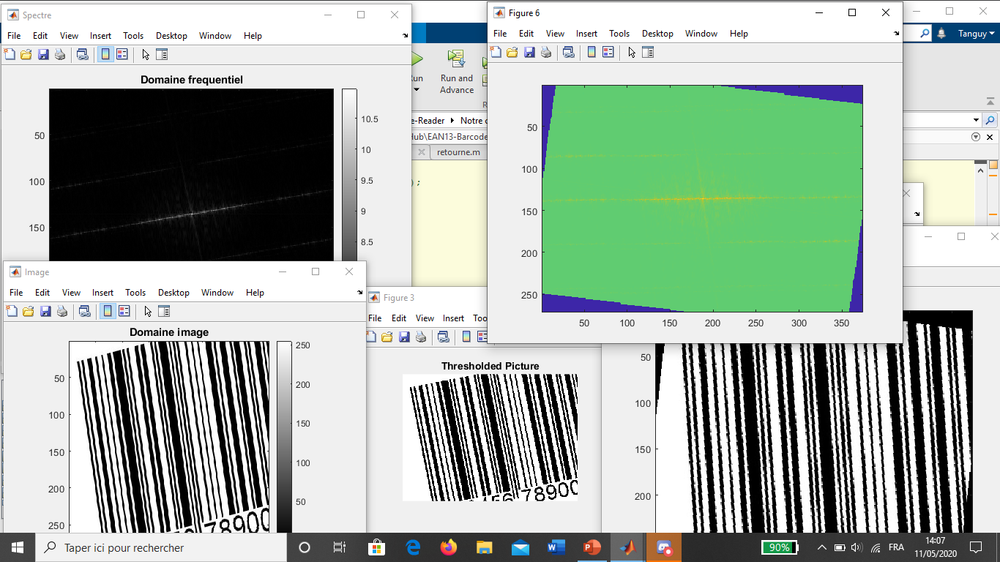 Spectre
File Edit View Insert Tools Desktop Window Help
Domaine frequentiel
50
100
150
10.5
10
9.5
9
8.5
Run and
Advance
Figure 6
File Edit View Insert Tools Desktop Window Help
50
100
150
200
250
50 100 150 200 250 300 350
Tanguy
e-Reader
Notre
Hub\EAN13-Barcode
retourne.m
);
Image
File Edit View Insert Tools Desktop Window Help
Domaine image
50
100
150
200
250
250
200
150
100
50
78900
Figure 3
File Edit View Insert
Thresholded Picture
456 78900
50
100
150
200
Taper ici pour rechercher
90%
FRA
14:07
11/05/2020